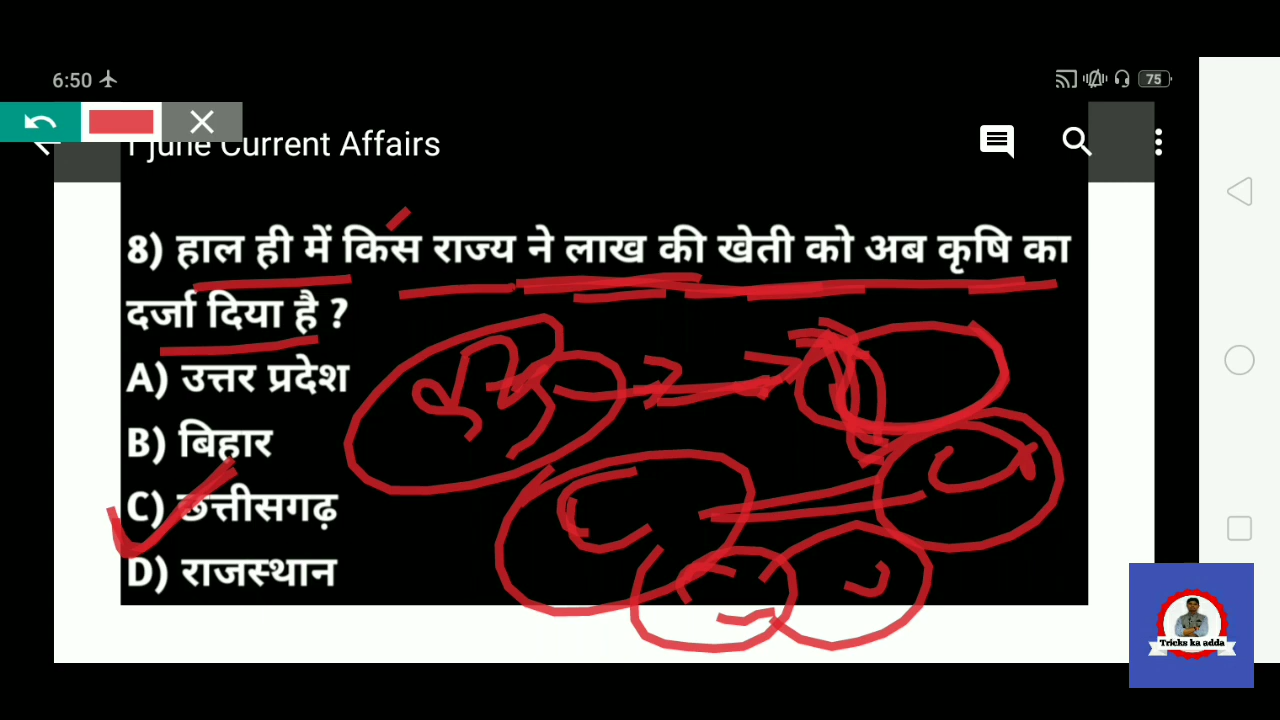 6:50
75
1 june Current Affairs
8) हाल ही में किस राज्य ने लाख की खेती को अब कृषि का
दर्जा दिया है ?
A) उत्तर प्रदेश
B) बिहार
C) छत्तीसगढ़
D) राजस्थान
Tricks ka adda